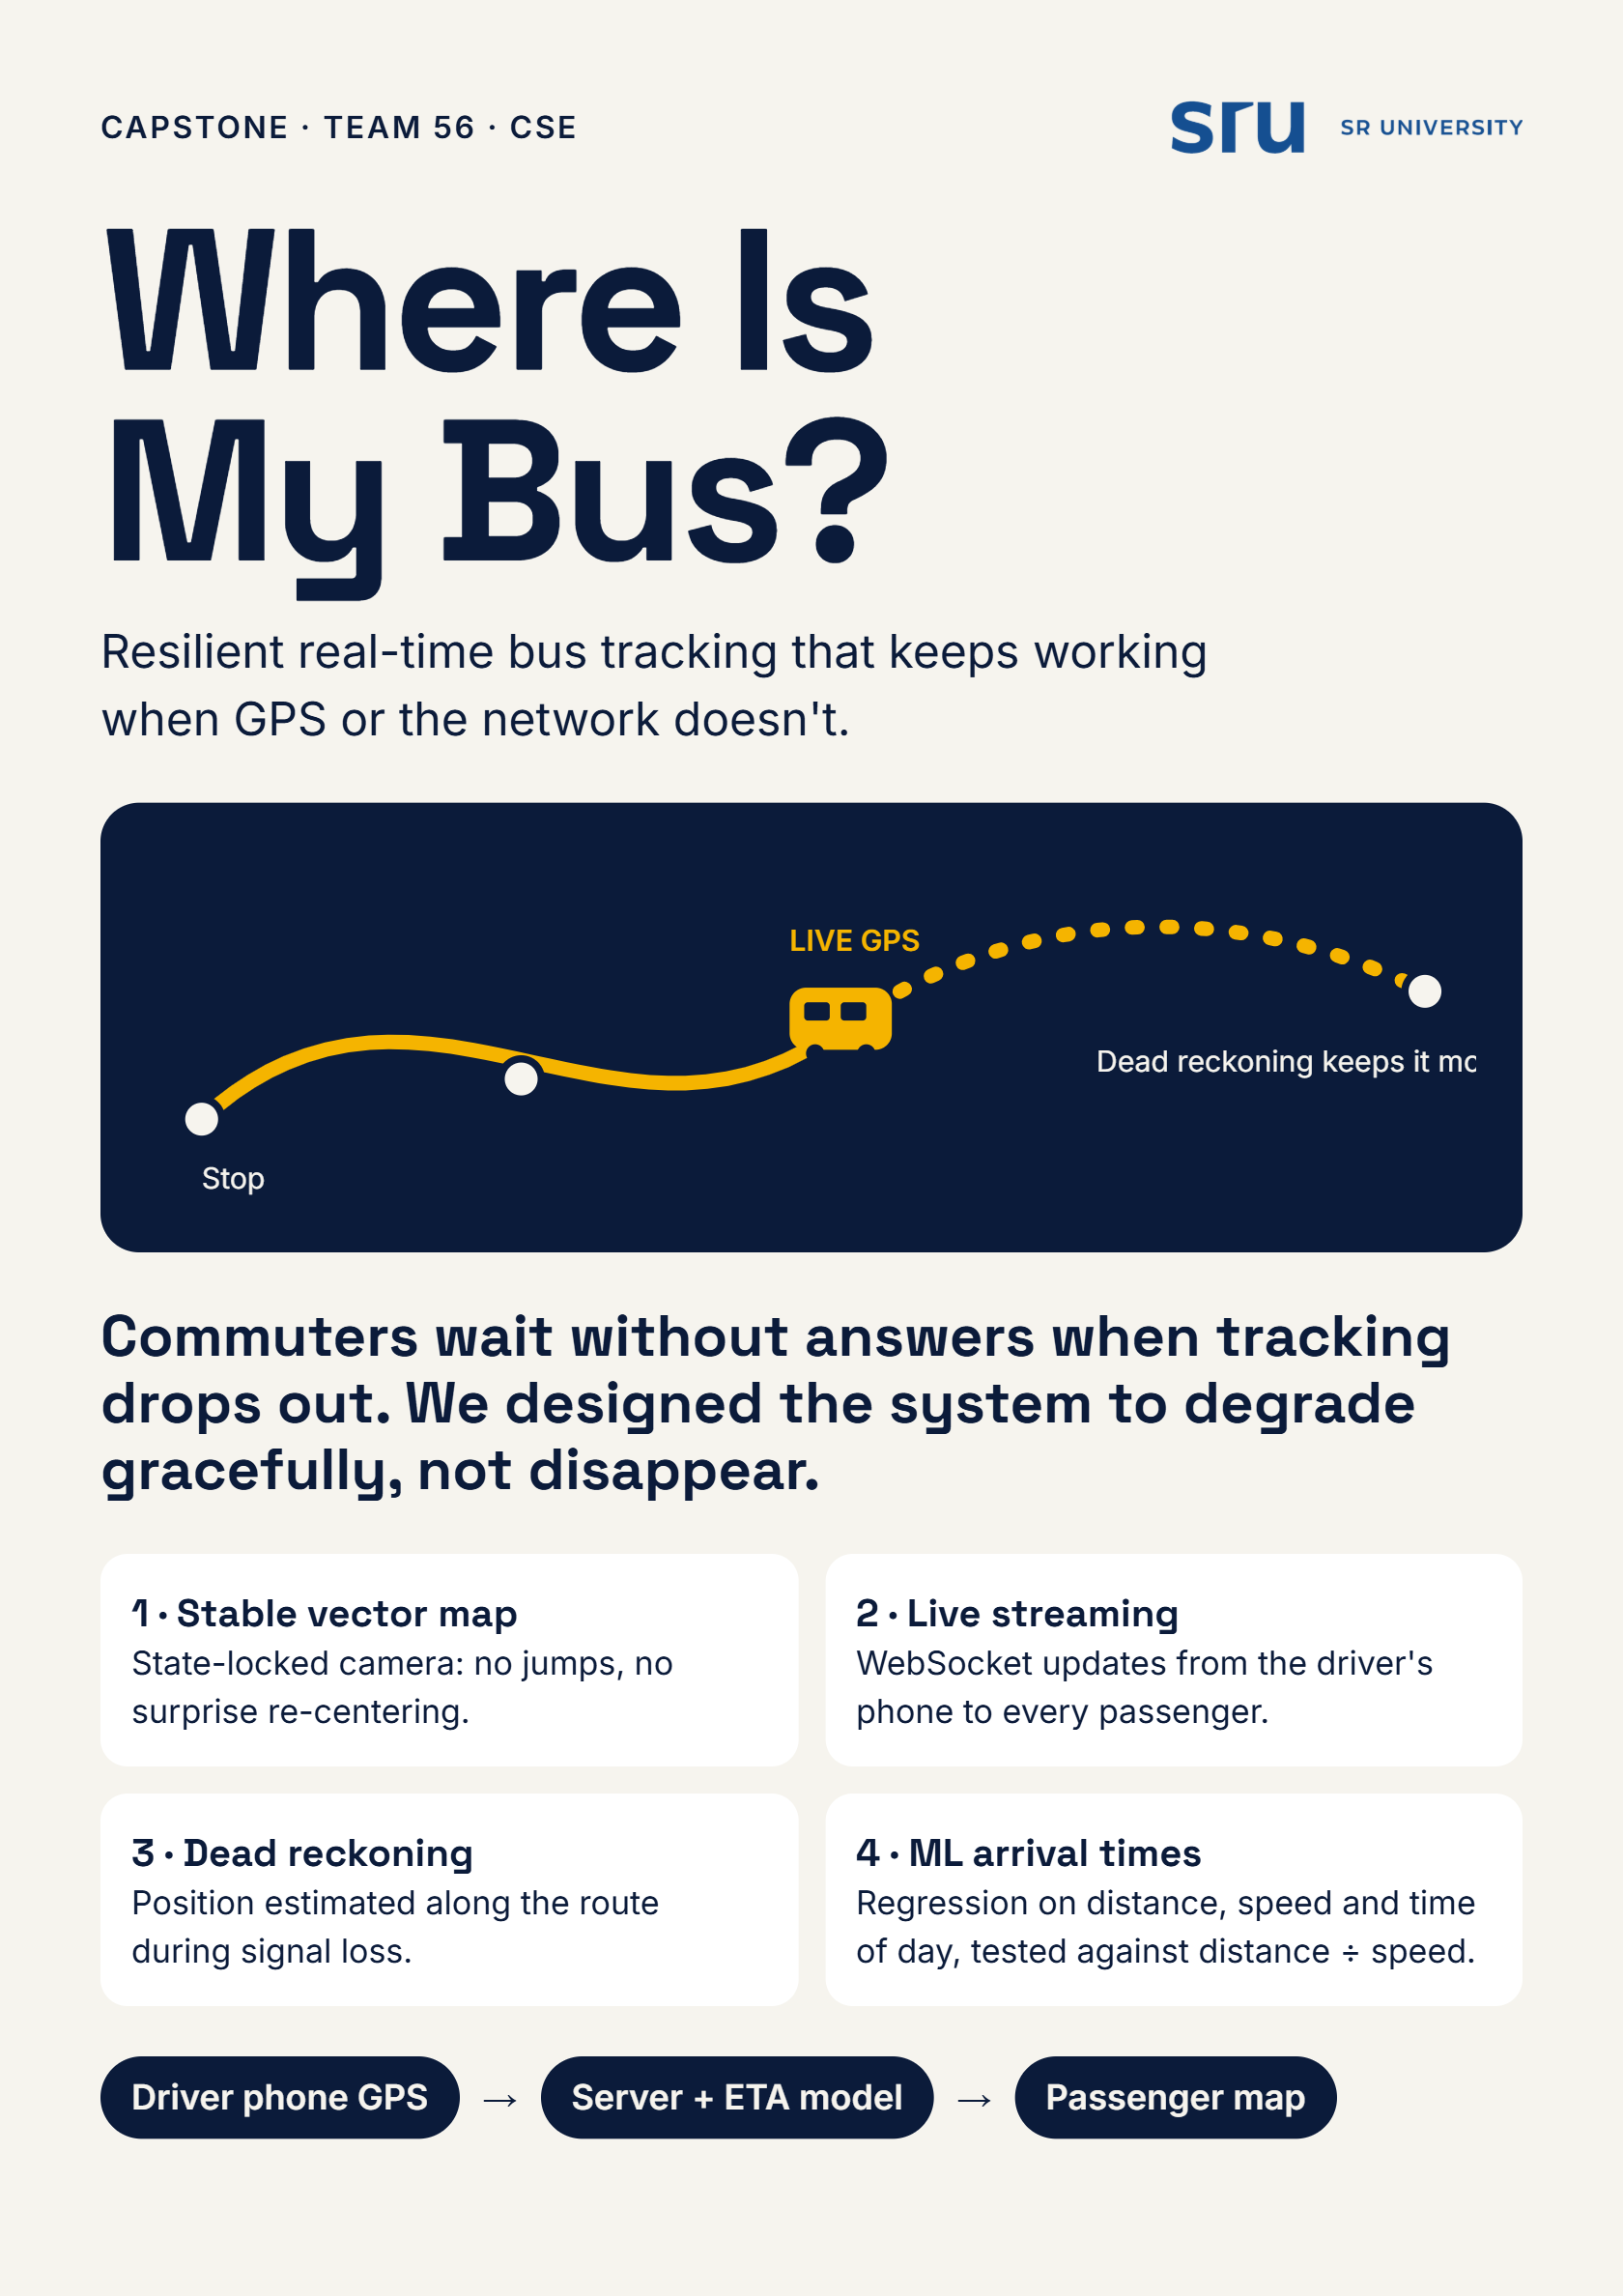 CAPSTONE · TEAM 56 · CSE
sru SR UNIVERSITY
Where Is
My Bus?
Resilient real-time bus tracking that keeps working
when GPS or the network doesn't.
LIVE GPS
Dead reckoning keeps it
Stop
Commuters wait without answers when tracking
drops out. We designed the system to degrade
gracefully, not disappear.
1 · Stable vector map
State-locked camera: no jumps, no
surprise re-centering.
2 · Live streaming
WebSocket updates from the driver's
phone to every passenger.
3 · Dead reckoning
Position estimated along the route
during signal loss.
4 · ML arrival times
Regression on distance, speed and time
of day, tested against distance ÷ speed.
Driver phone GPS → Server + ETA model → Passenger map